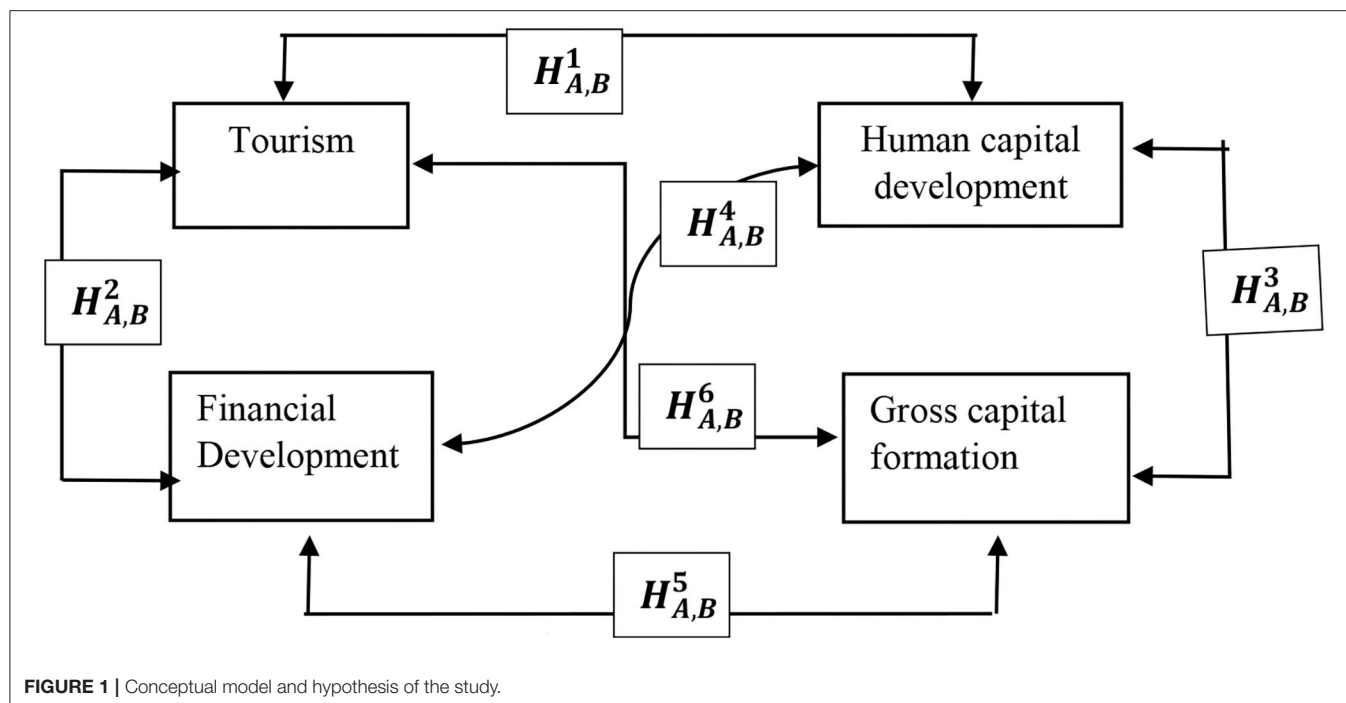 H¹A,B
Tourism
Human capital
development
H⁴A,B
H²A,B
H³A,B
Financial
Development
H⁶A,B
Gross capital
formation
H⁵A,B
FIGURE 1 | Conceptual model and hypothesis of the study.